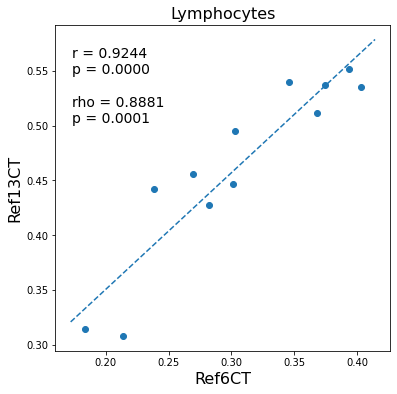 Lymphocytes
r = 0.9244
p = 0.0000
rho = 0.8881
p = 0.0001
Ref13CT
0.55
0.50
0.45
0.40
0.35
0.30
0.20
0.25
0.30
0.35
0.40
Ref6CT